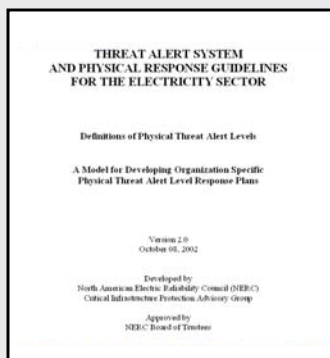 THREAT ALERT SYSTEM
AND PHYSICAL RESPONSE GUIDELINES
FOR THE ELECTRICITY SECTOR
Definitions of Physical Threat Alert Levels
A Model for Developing Organization Specific
Physical Threat Alert Level Response Plans
Version 2.0
October 08, 2002
Developed by
North American Electric Reliability Council (NERC)
Critical Infrastructure Protection Advisory Group
Approved by
NERC Board of Trustees